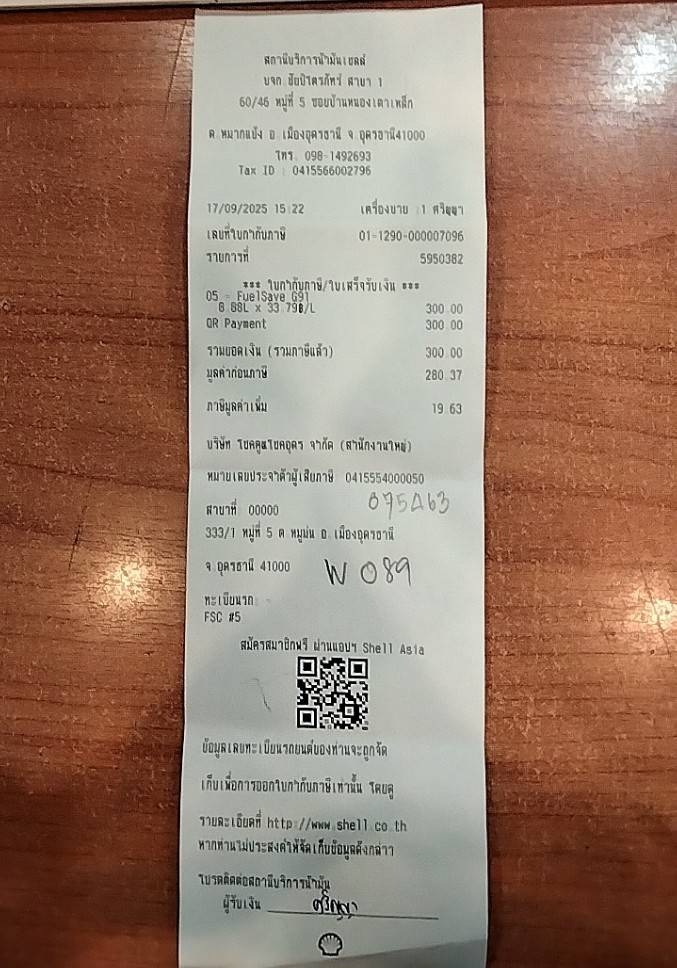 สถานีบริการน้ำมันเชลล์
บจก ชัยบิตรภัทร์ สาขา 1
60/46 หมู่ที่ 5 ซอยบ้านหนองเตาเหล็ก
ต.หมากแข้ง อ.เมืองอุดรธานี จ.อุดรธานี41000
โทร. 098-1492693
Tax ID : 0415566002796
17/09/2025 15:22 เครื่องขาย :1 ศริญญา
เลขที่ใบกำกับภาษี 01-1290-000007096
รายการที่ 5950382
*** ใบกำกับภาษี/ใบเสร็จรับเงิน ***
05 - FuelSave G91
8.88L x 33.798/L 300.00
QR Payment 300.00
รวมยอดเงิน (รวมภาษีแล้ว) 300.00
มูลค่าก่อนภาษี 280.37
ภาษีมูลค่าเพิ่ม 19.63
บริษัท โชคคูณโชคอุดร จำกัด (สำนักงานใหญ่)
หมายเลขประจำตัวผู้เสียภาษี 0415554000050
075463
สาขาที่ 00000
333/1 หมู่ที่ 5 ต.หมูม่น อ.เมืองอุดรธานี
จ.อุดรธานี 41000
W 089
ทะเบียนรถ: -
FSC #5
สมัครสมาชิกฟรี ผ่านแอปฯ Shell Asia
ข้อมูลเลขทะเบียนรถยนต์ของท่านจะถูกจัด
เก็บเพื่อการออกใบกำกับภาษีเท่านั้น โดยดู
รายละเอียดที่ http://www.shell.co.th
หากท่านไม่ประสงค์ให้จัดเก็บข้อมูลดังกล่าว
โปรดติดต่อสถานีบริการน้ำมัน
ผู้รับเงิน ศริญญา